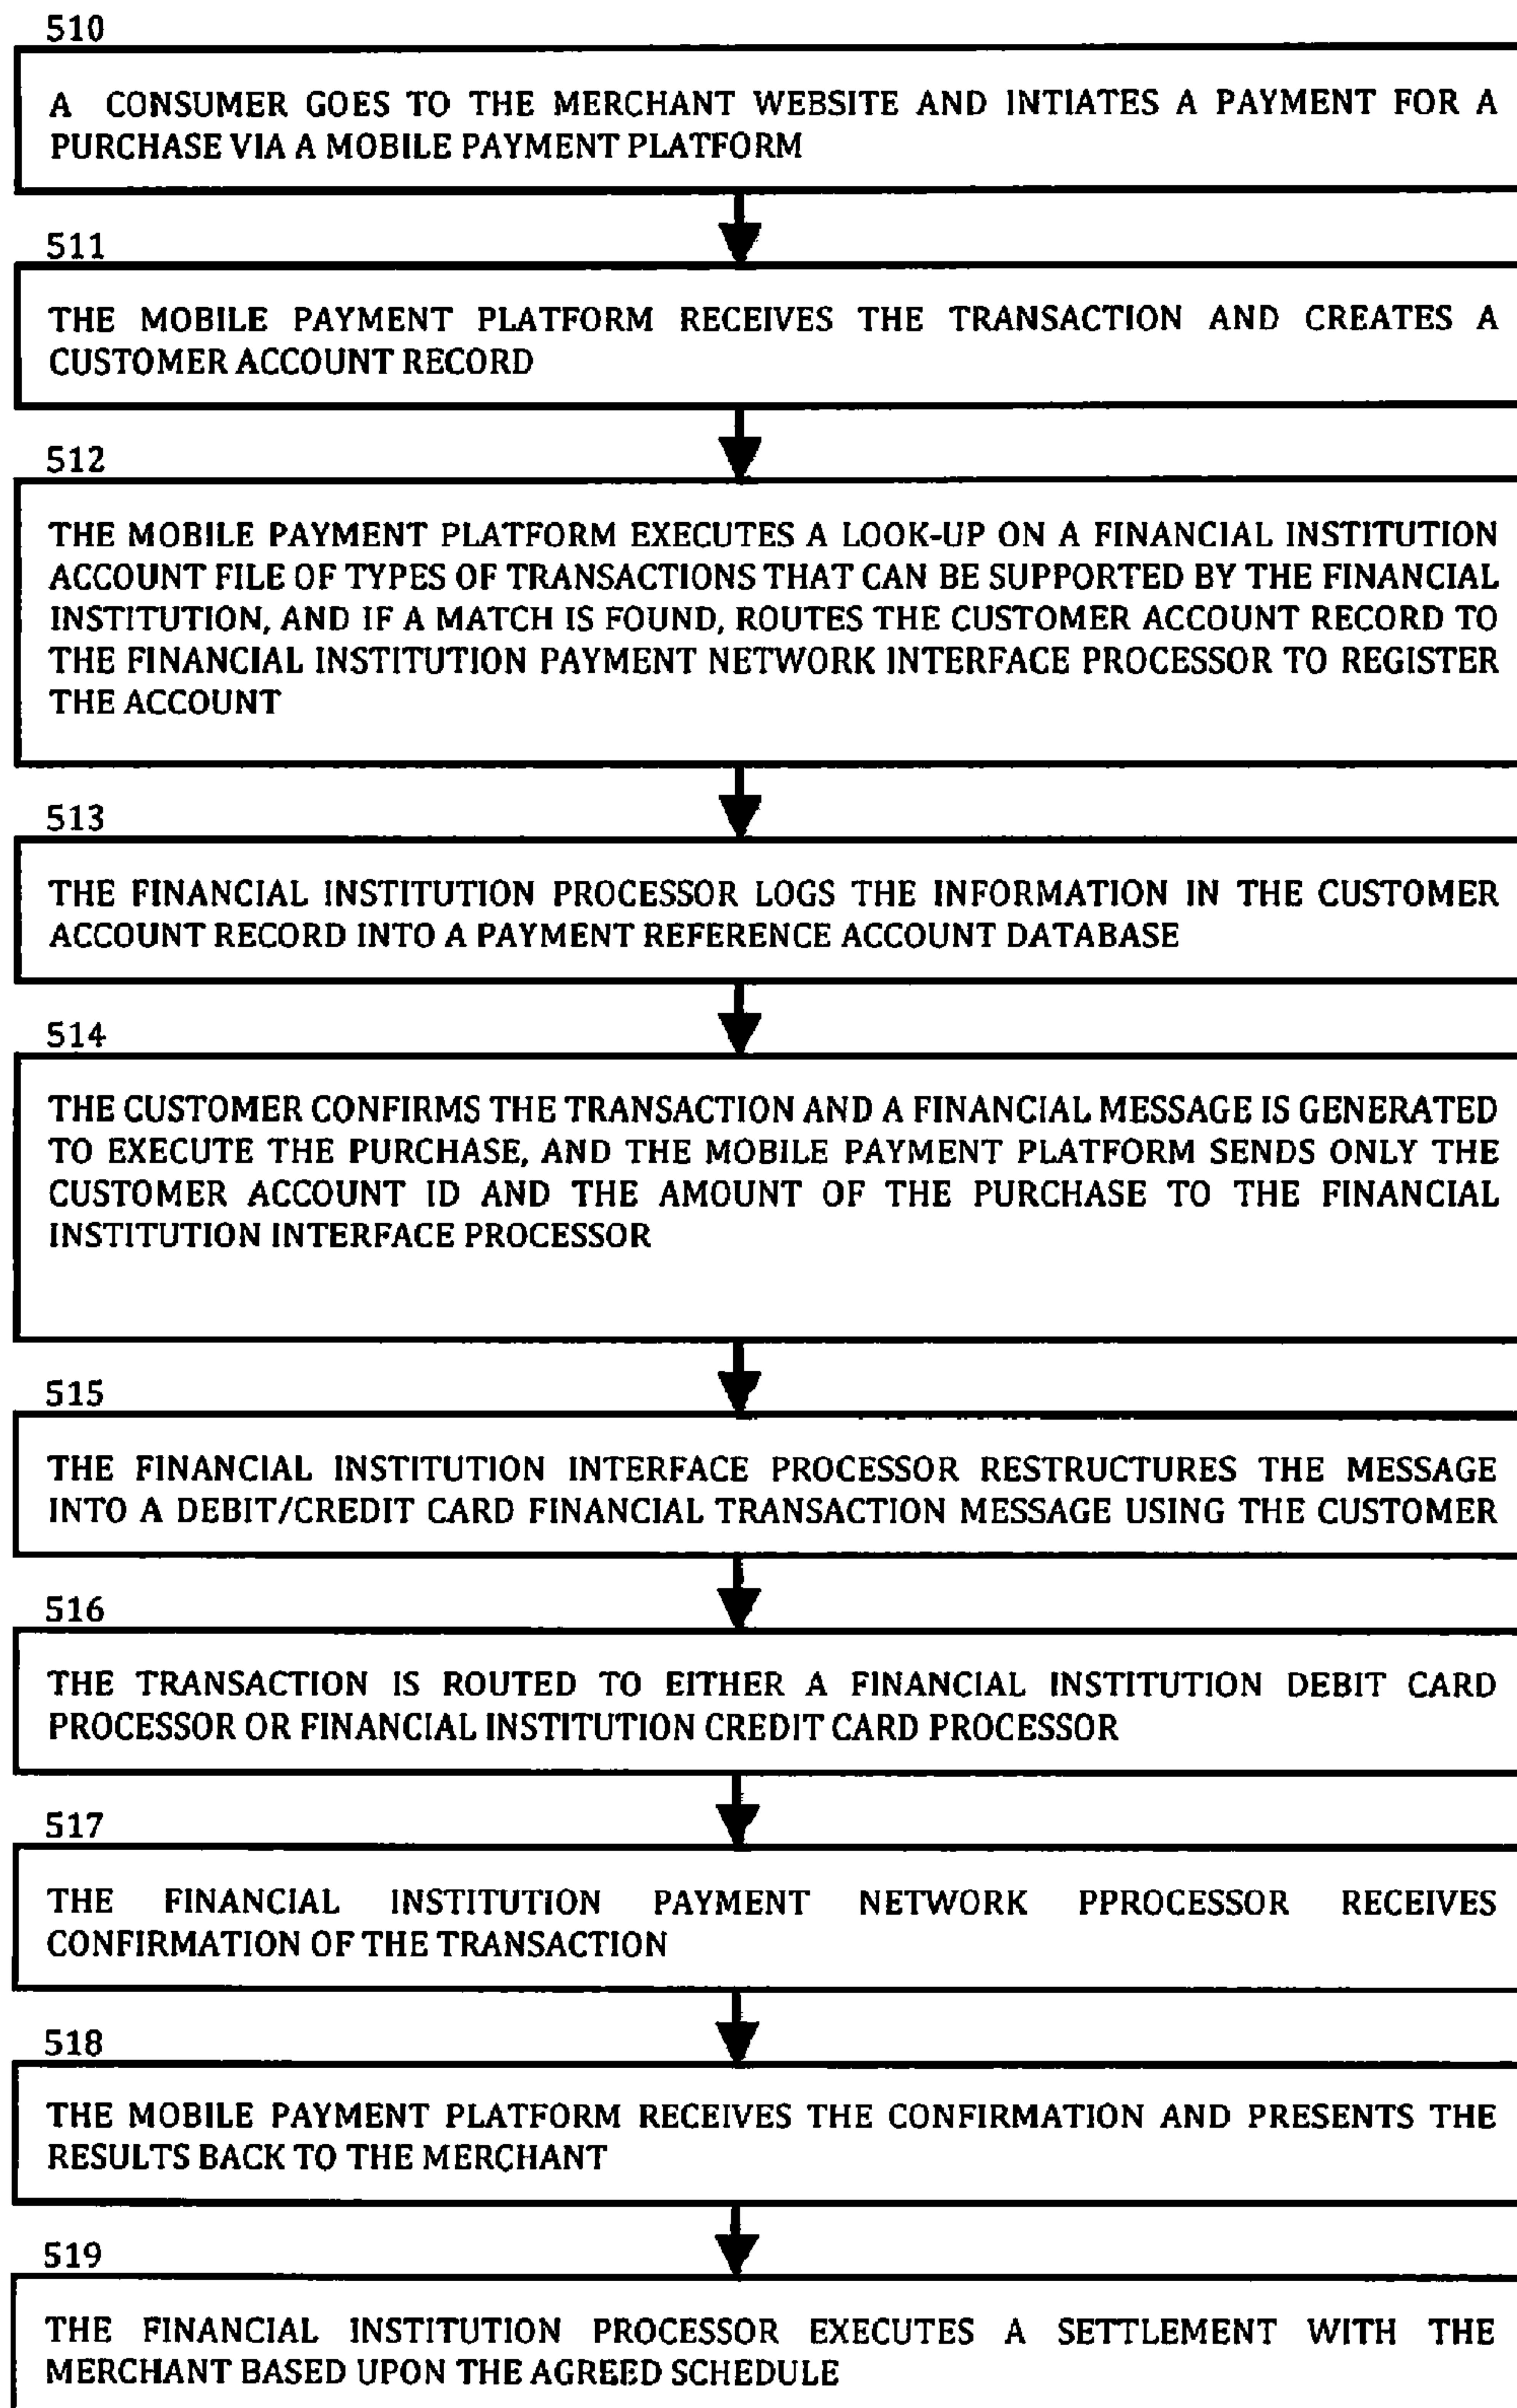 510
A CONSUMER GOES TO THE MERCHANT WEBSITE AND INTIATES A PAYMENT FOR A
PURCHASE VIA A MOBILE PAYMENT PLATFORM
511
THE MOBILE PAYMENT PLATFORM RECEIVES THE TRANSACTION AND CREATES A
CUSTOMER ACCOUNT RECORD
512
THE MOBILE PAYMENT PLATFORM EXECUTES A LOOK-UP ON A FINANCIAL INSTITUTION
ACCOUNT FILE OF TYPES OF TRANSACTIONS THAT CAN BE SUPPORTED BY THE FINANCIAL
INSTITUTION, AND IF A MATCH IS FOUND, ROUTES THE CUSTOMER ACCOUNT RECORD TO
THE FINANCIAL INSTITUTION PAYMENT NETWORK INTERFACE PROCESSOR TO REGISTER
THE ACCOUNT
513
THE FINANCIAL INSTITUTION PROCESSOR LOGS THE INFORMATION IN THE CUSTOMER
ACCOUNT RECORD INTO A PAYMENT REFERENCE ACCOUNT DATABASE
514
THE CUSTOMER CONFIRMS THE TRANSACTION AND A FINANCIAL MESSAGE IS GENERATED
TO EXECUTE THE PURCHASE, AND THE MOBILE PAYMENT PLATFORM SENDS ONLY THE
CUSTOMER ACCOUNT ID AND THE AMOUNT OF THE PURCHASE TO THE FINANCIAL
INSTITUTION INTERFACE PROCESSOR
515
THE FINANCIAL INSTITUTION INTERFACE PROCESSOR RESTRUCTURES THE MESSAGE
INTO A DEBIT/CREDIT CARD FINANCIAL TRANSACTION MESSAGE USING THE CUSTOMER
516
THE TRANSACTION IS ROUTED TO EITHER A FINANCIAL INSTITUTION DEBIT CARD
PROCESSOR OR FINANCIAL INSTITUTION CREDIT CARD PROCESSOR
517
THE FINANCIAL INSTITUTION PAYMENT NETWORK PPROCESSOR RECEIVES
CONFIRMATION OF THE TRANSACTION
518
THE MOBILE PAYMENT PLATFORM RECEIVES THE CONFIRMATION AND PRESENTS THE
RESULTS BACK TO THE MERCHANT
519
THE FINANCIAL INSTITUTION PROCESSOR EXECUTES A SETTLEMENT WITH THE
MERCHANT BASED UPON THE AGREED SCHEDULE